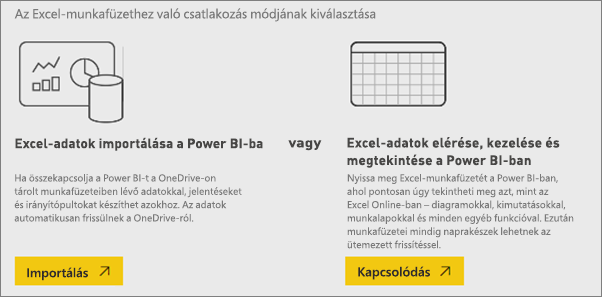 Az Excel-munkafüzethez való csatlakozás módjának kiválasztása
Excel-adatok importálása a Power BI-ba
Ha összekapcsolja a Power BI-t a OneDrive-on
tárolt munkafüzeteiben lévő adatokkal, jelentéseket
és irányítópultokat készíthet azokhoz. Az adatok
automatikusan frissülnek a OneDrive-ról.
Importálás
vagy
Excel-adatok elérése, kezelése és
megtekintése a Power BI-ban
Nyissa meg Excel-munkafüzetét a Power BI-ban,
ahol pontosan úgy tekintheti meg azt, mint az
Excel Online-ban – diagramokkal, kimutatásokkal,
munkalapokkal és minden egyéb funkcióval. Ezután
munkafüzetei mindig naprakészek lehetnek az
ütemezett frissítéssel.
Kapcsolódás